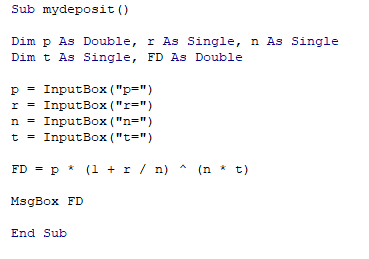 Sub mydeposit()
Dim p As Double, r As Single, n As Single
Dim t As Single, FD As Double
p = InputBox("p=")
r = InputBox("r=")
n = InputBox("n=")
t = InputBox("t=")
FD = p * (1 + r / n) ^ (n * t)
MsgBox FD
End Sub